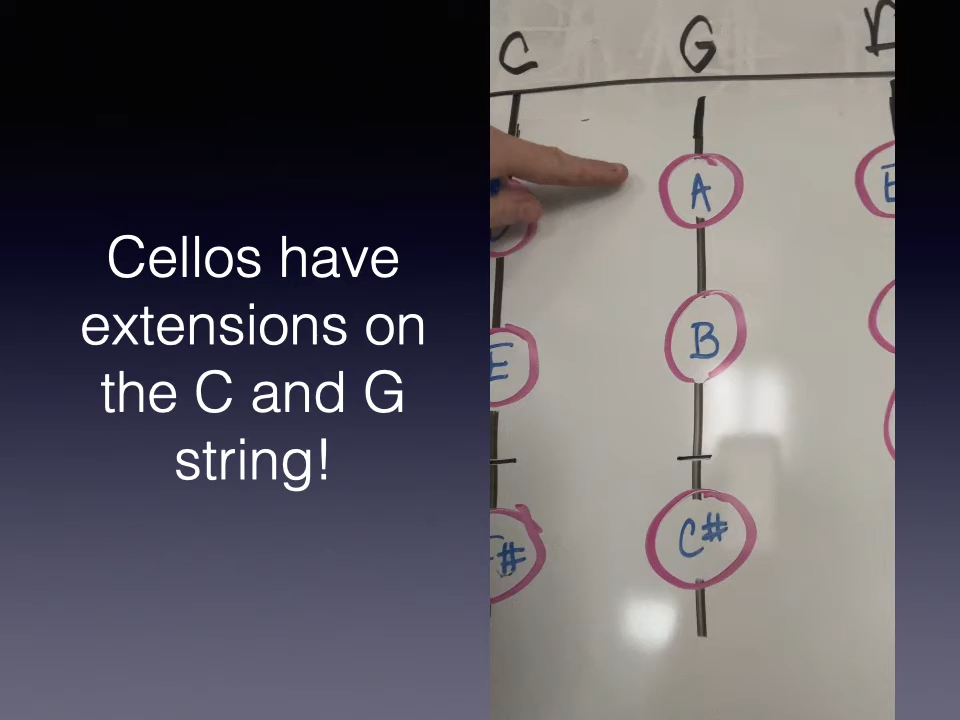 Cellos have
extensions on
the C and G
string!
C G D
A
B
E
C#
F#